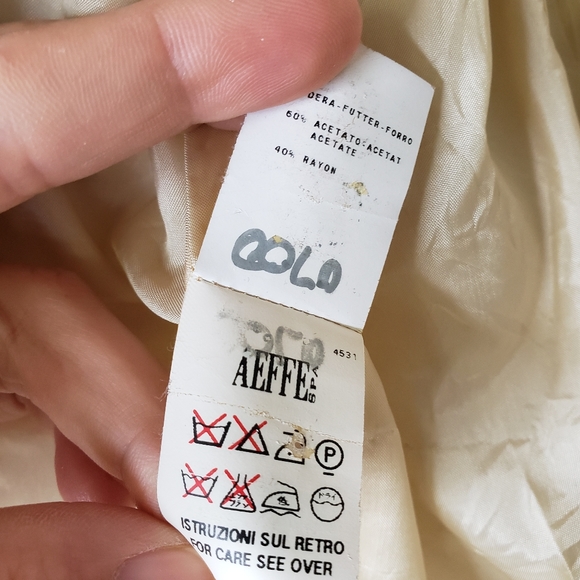 DERA-FUTTER-FORRO
60% ACETATO-ACETAT
ACETATE
40% RAYON
COLD
4531
AEFFE SPA
P
ISTRUZIONI SUL RETRO
FOR CARE SEE OVER